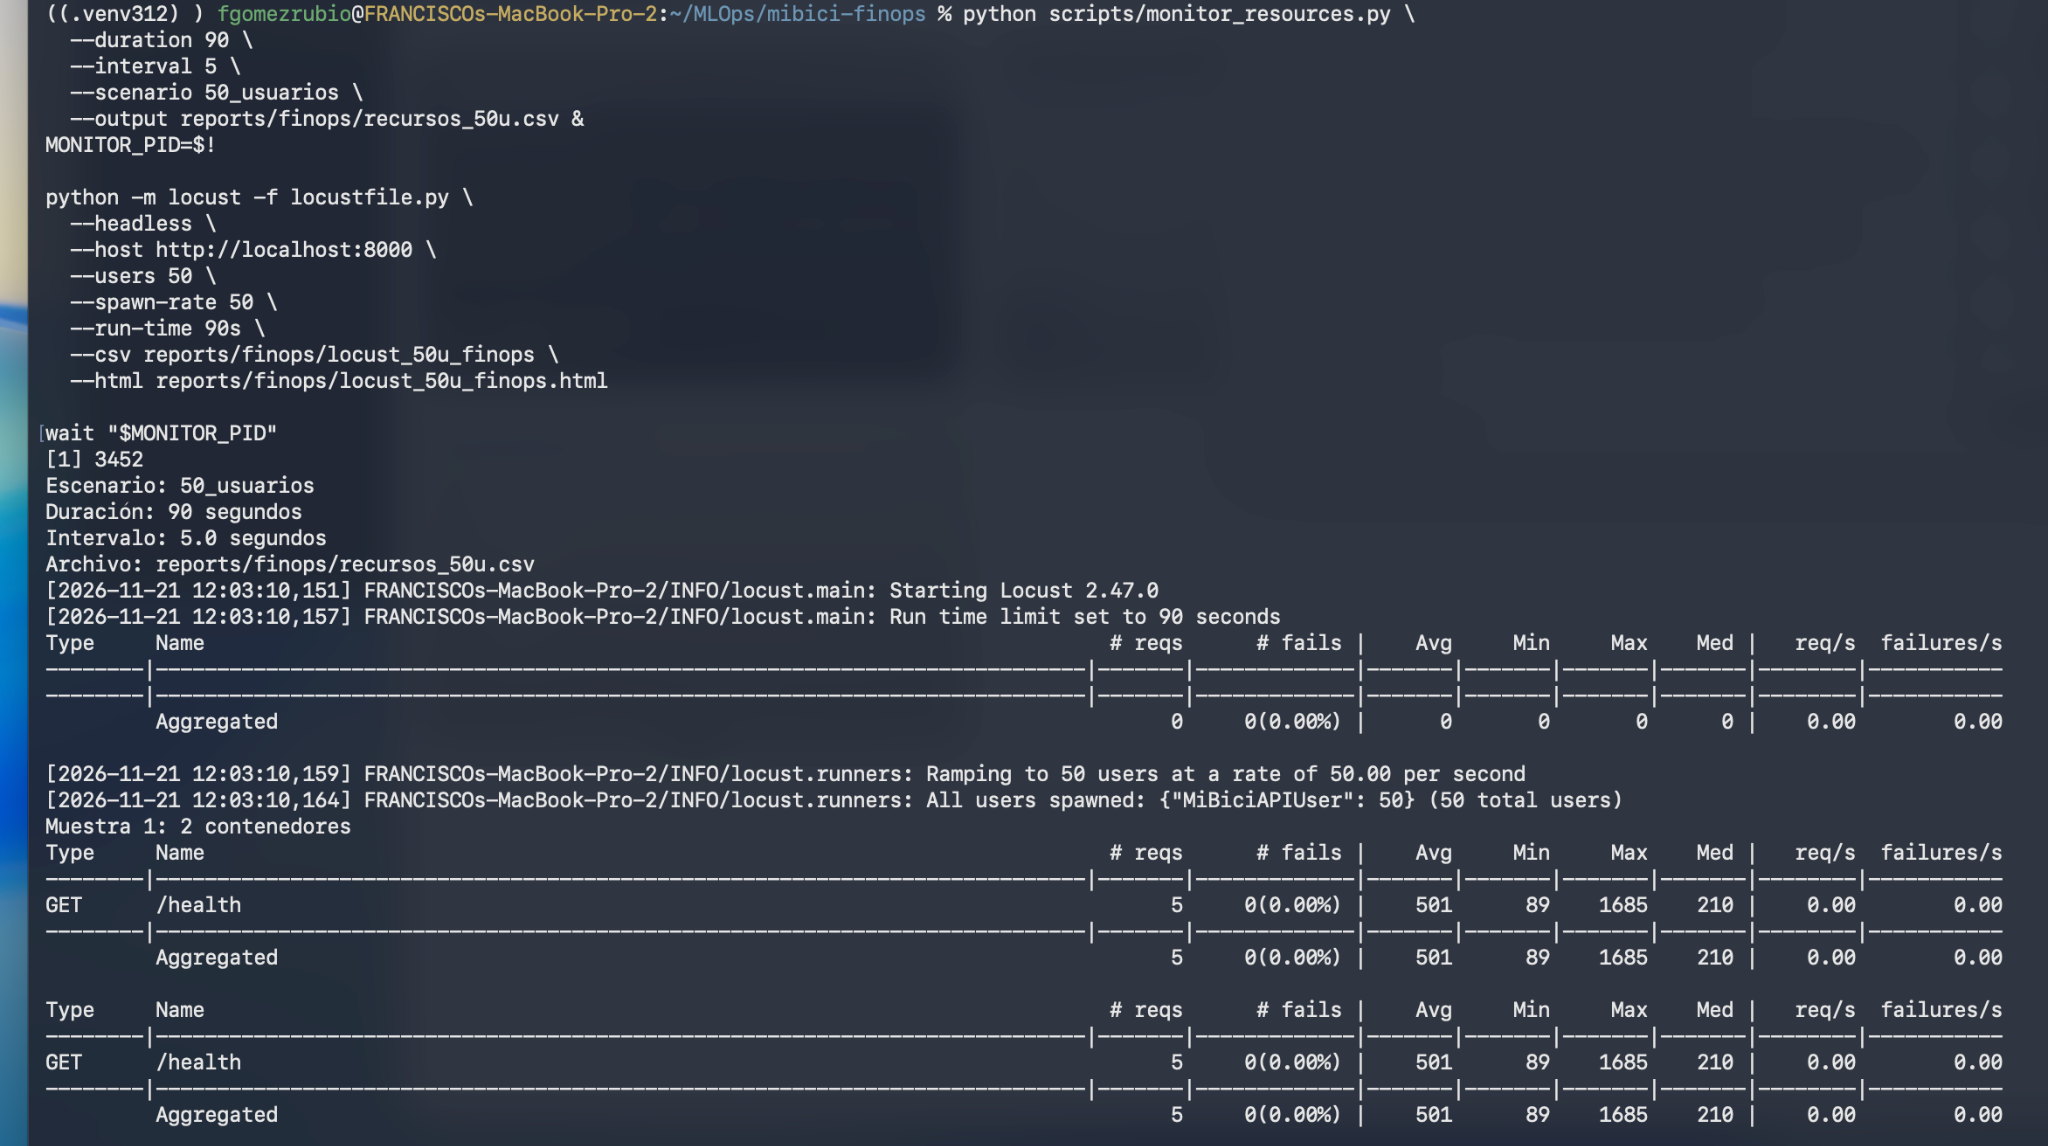 ((.venv312) ) fgomezrubio@FRANCISCOs-MacBook-Pro-2:~/MLOps/mibici-finops % python scripts/monitor_resources.py \
  --duration 90 \
  --interval 5 \
  --scenario 50_usuarios \
  --output reports/finops/recursos_50u.csv &
MONITOR_PID=$!

python -m locust -f locustfile.py \
  --headless \
  --host http://localhost:8000 \
  --users 50 \
  --spawn-rate 50 \
  --run-time 90s \
  --csv reports/finops/locust_50u_finops \
  --html reports/finops/locust_50u_finops.html

[wait "$MONITOR_PID"
[1] 3452
Escenario: 50_usuarios
Duración: 90 segundos
Intervalo: 5.0 segundos
Archivo: reports/finops/recursos_50u.csv
[2026-11-21 12:03:10,151] FRANCISCOs-MacBook-Pro-2/INFO/locust.main: Starting Locust 2.47.0
[2026-11-21 12:03:10,157] FRANCISCOs-MacBook-Pro-2/INFO/locust.main: Run time limit set to 90 seconds
Type     Name                                     # reqs      # fails |    Avg     Min     Max    Med |   req/s  failures/s
--------|----------------------------------------|-------|-------------|-------|-------|-------|-------|--------|-----------
--------|----------------------------------------|-------|-------------|-------|-------|-------|-------|--------|-----------
         Aggregated                                    0     0(0.00%) |      0       0       0      0 |    0.00        0.00

[2026-11-21 12:03:10,159] FRANCISCOs-MacBook-Pro-2/INFO/locust.runners: Ramping to 50 users at a rate of 50.00 per second
[2026-11-21 12:03:10,164] FRANCISCOs-MacBook-Pro-2/INFO/locust.runners: All users spawned: {"MiBiciAPIUser": 50} (50 total users)
Muestra 1: 2 contenedores
Type     Name                                     # reqs      # fails |    Avg     Min     Max    Med |   req/s  failures/s
--------|----------------------------------------|-------|-------------|-------|-------|-------|-------|--------|-----------
GET      /health                                       5     0(0.00%) |    501      89    1685    210 |    0.00        0.00
--------|----------------------------------------|-------|-------------|-------|-------|-------|-------|--------|-----------
         Aggregated                                    5     0(0.00%) |    501      89    1685    210 |    0.00        0.00

Type     Name                                     # reqs      # fails |    Avg     Min     Max    Med |   req/s  failures/s
--------|----------------------------------------|-------|-------------|-------|-------|-------|-------|--------|-----------
GET      /health                                       5     0(0.00%) |    501      89    1685    210 |    0.00        0.00
--------|----------------------------------------|-------|-------------|-------|-------|-------|-------|--------|-----------
         Aggregated                                    5     0(0.00%) |    501      89    1685    210 |    0.00        0.00